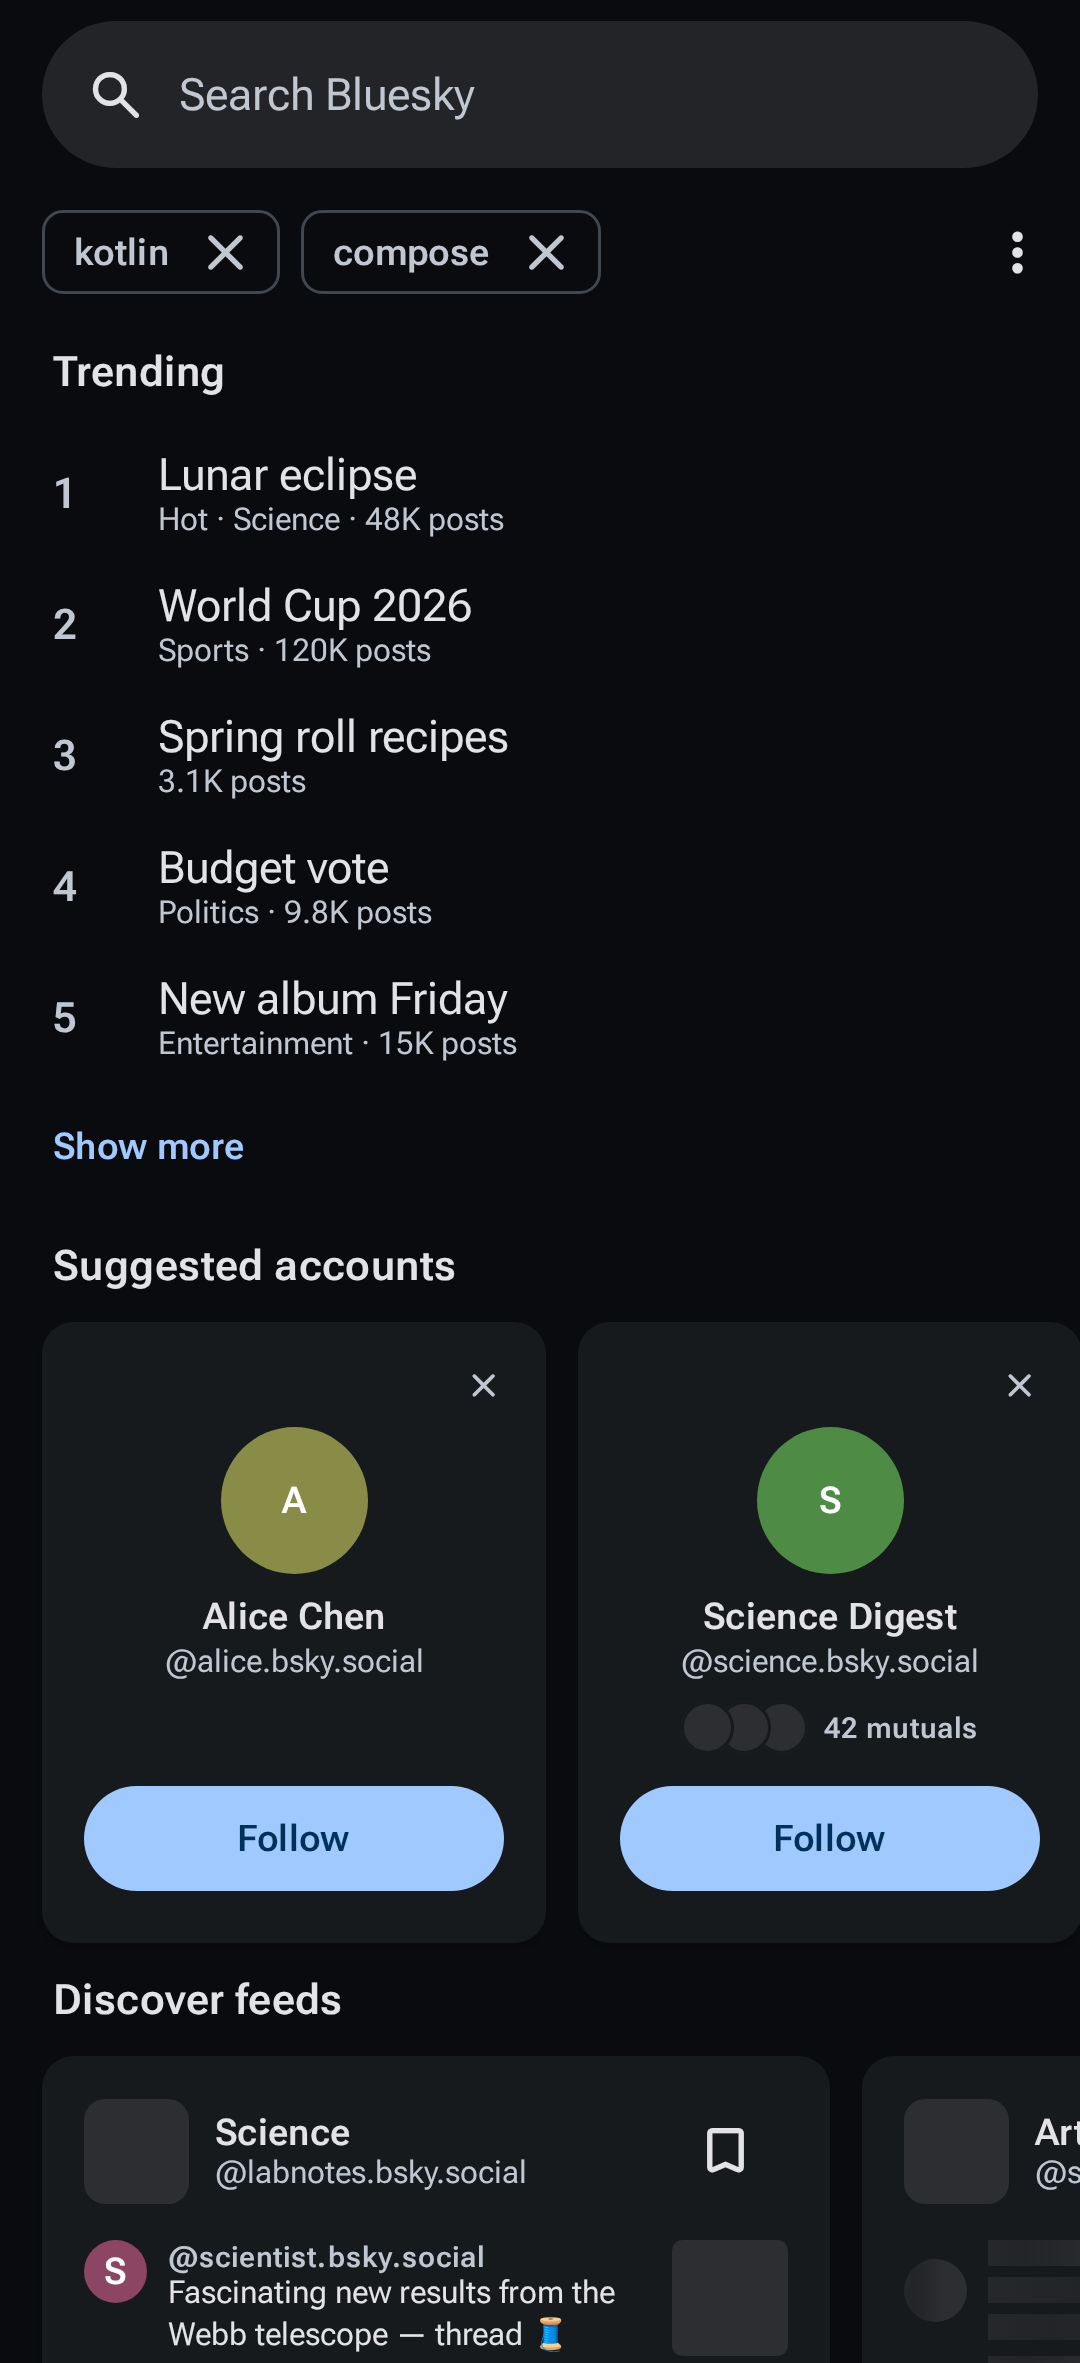 Search Bluesky
kotlin
compose
Trending
1
Lunar eclipse
Hot · Science · 48K posts
2
World Cup 2026
Sports · 120K posts
3
Spring roll recipes
3.1K posts
4
Budget vote
Politics · 9.8K posts
5
New album Friday
Entertainment · 15K posts
Show more
Suggested accounts
A
Alice Chen
@alice.bsky.social
Follow
S
Science Digest
@science.bsky.social
42 mutuals
Follow
Discover feeds
Science
@labnotes.bsky.social
S
@scientist.bsky.social
Fascinating new results from the
Webb telescope — thread 🧵
Art
@s